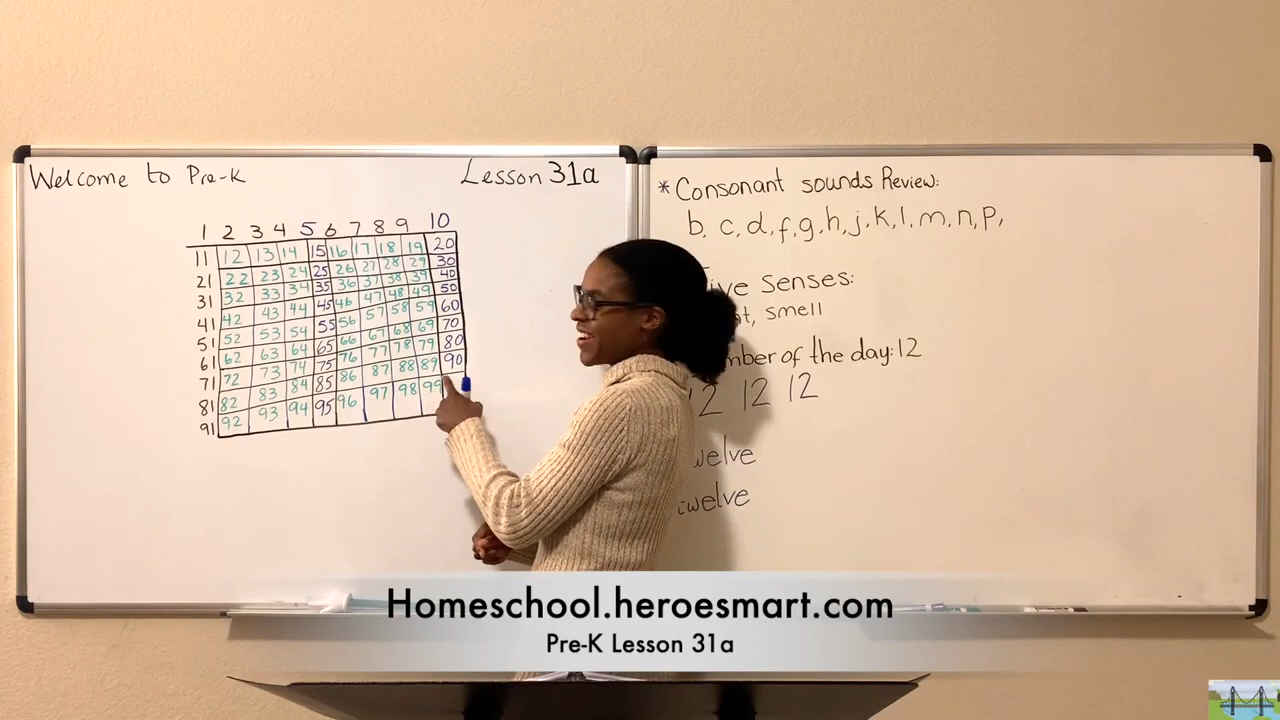 Welcome to Pre-K
Lesson 31a
1 2 3 4 5 6 7 8 9 10
11 12 13 14 15 16 17 18 19 20
21 22 23 24 25 26 27 28 29 30
31 32 33 34 35 36 37 38 39 40
41 42 43 44 45 46 47 48 49 50
51 52 53 54 55 56 57 58 59 60
61 62 63 64 65 66 67 68 69 70
71 72 73 74 75 76 77 78 79 80
81 82 83 84 85 86 87 88 89 90
91 92 93 94 95 96 97 98 99
* Consonant sounds Review:
b, c, d, f, g, h, j, k, l, m, n, p,
Senses:
smell
of the day: 12
12 12 12
welve
welve
Homeschool.heroesmart.com
Pre-K Lesson 31a